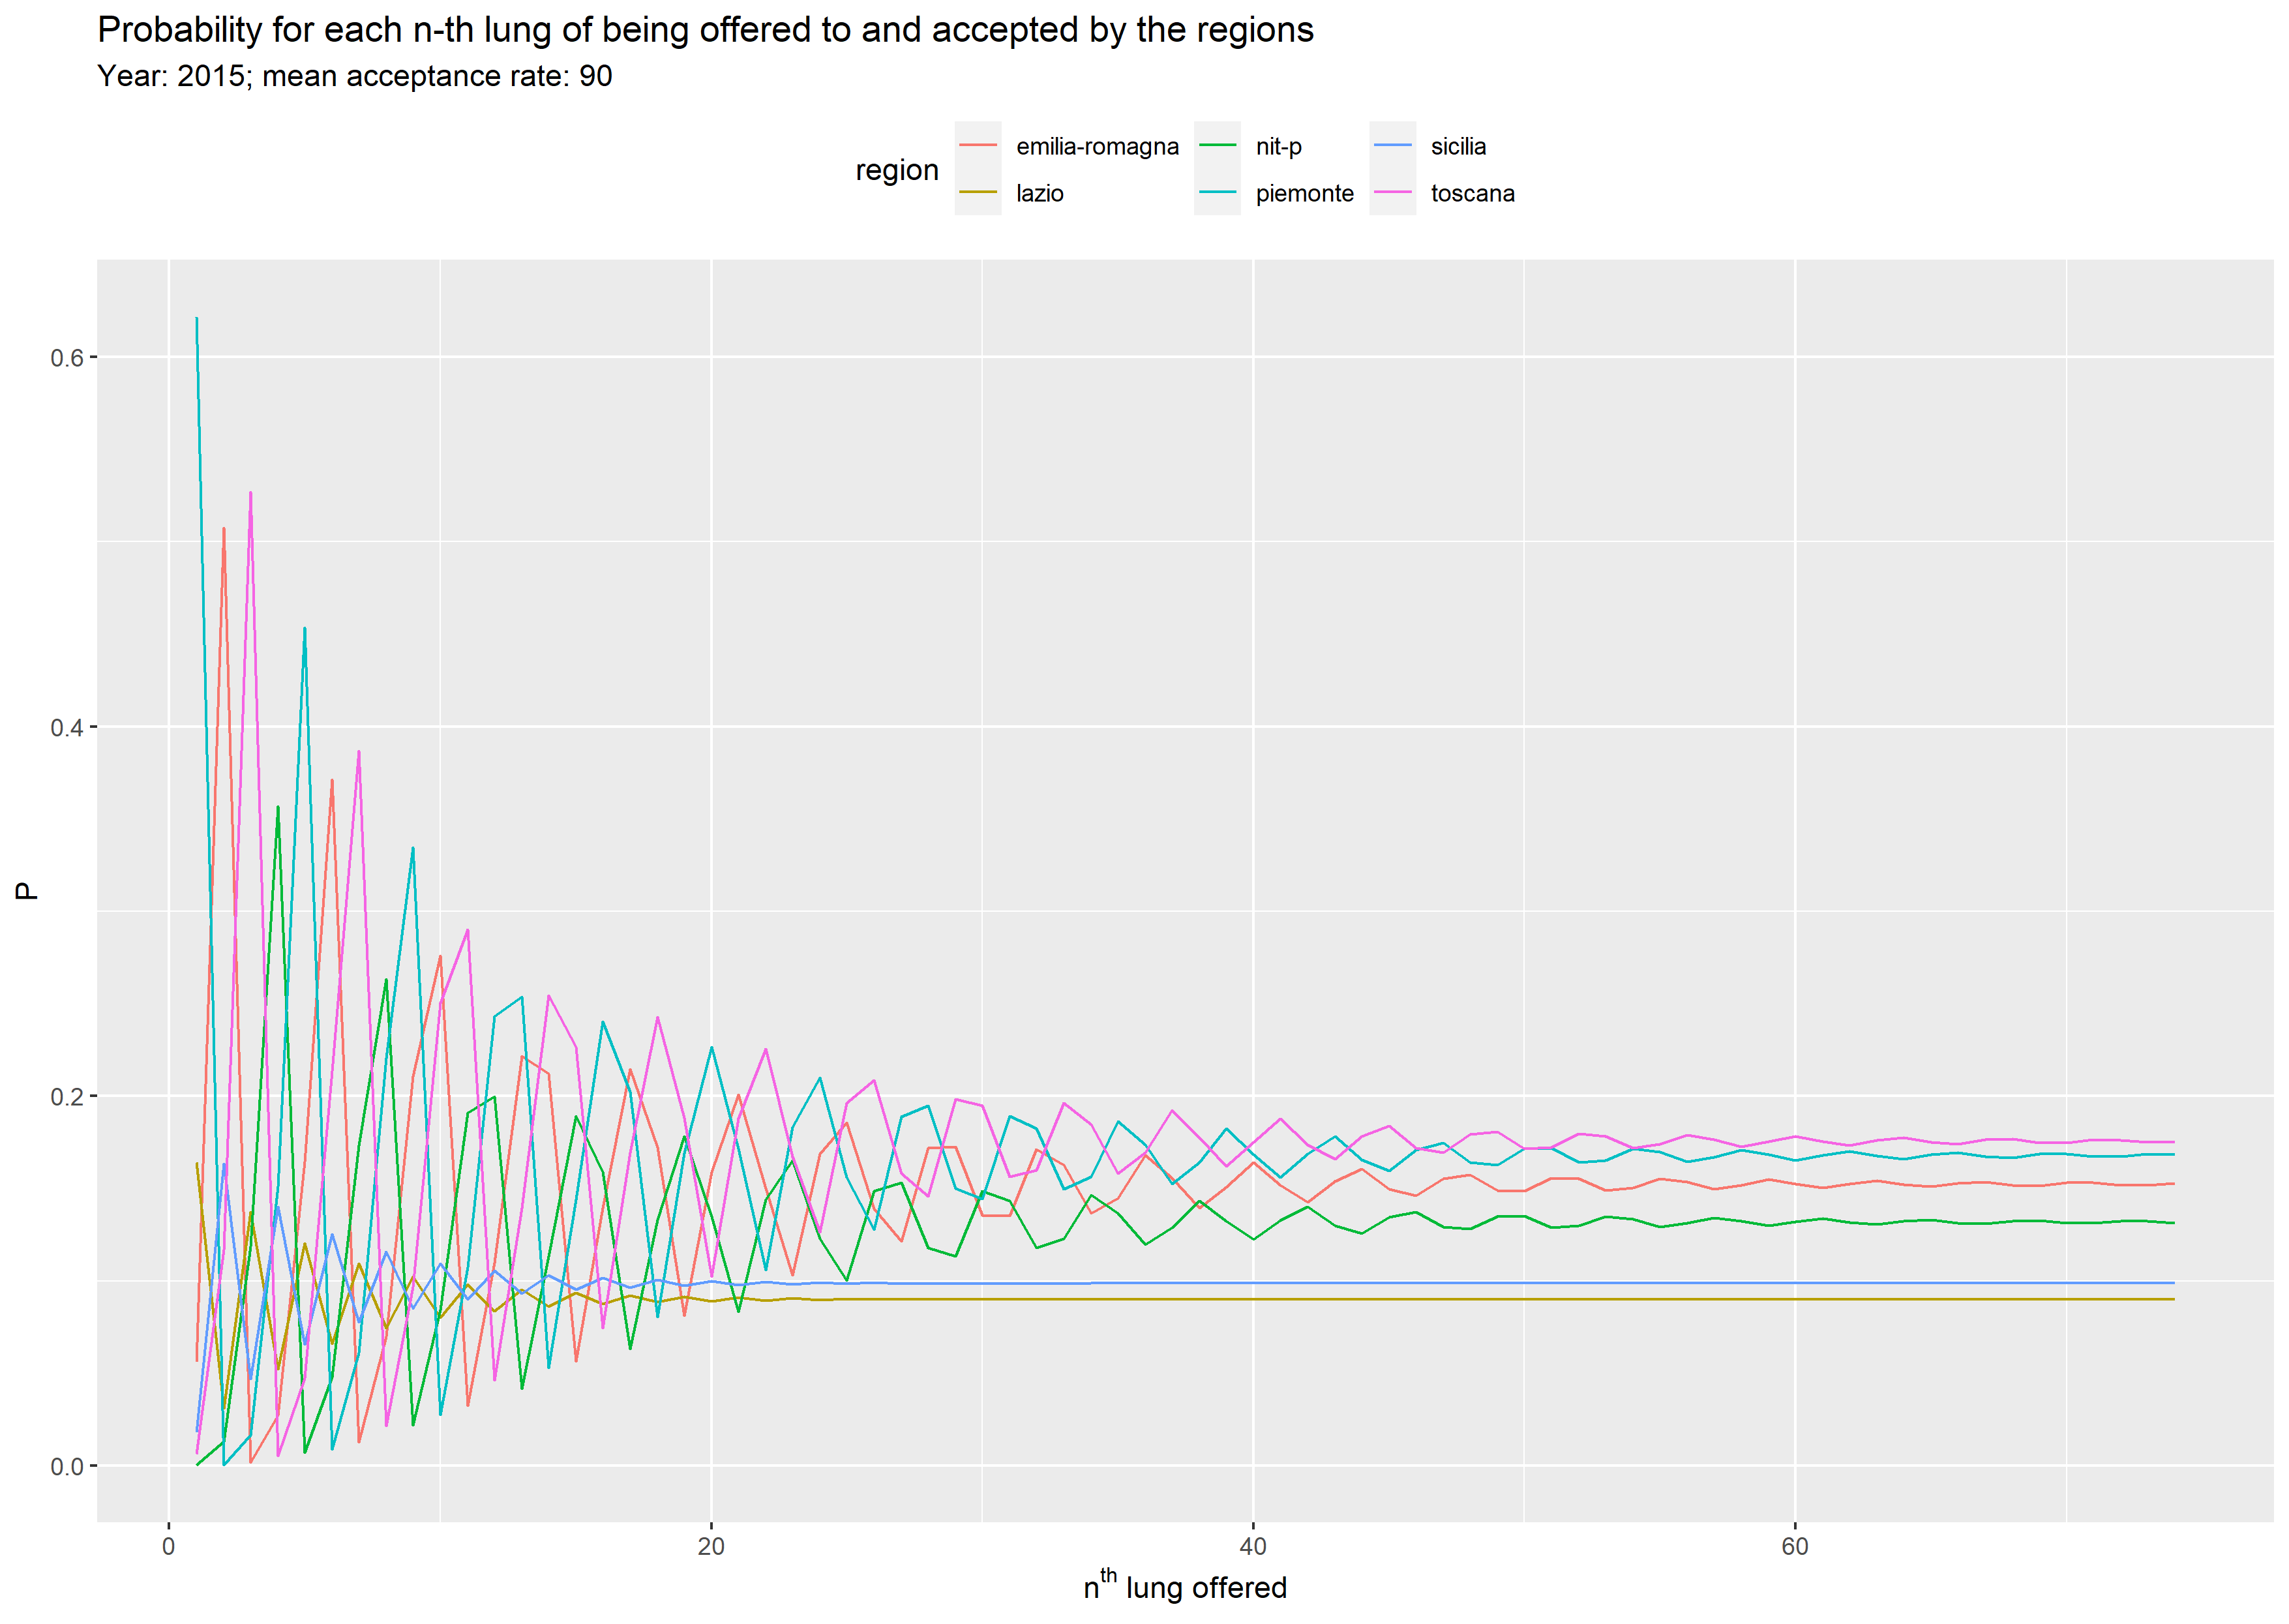 Probability for each n-th lung of being offered to and accepted by the regions
Year: 2015; mean acceptance rate: 90
region
emilia-romagna
nit-p
sicilia
lazio
piemonte
toscana
0.6
0.4
0.2
0.0
P
0
20
40
60
nth lung offered